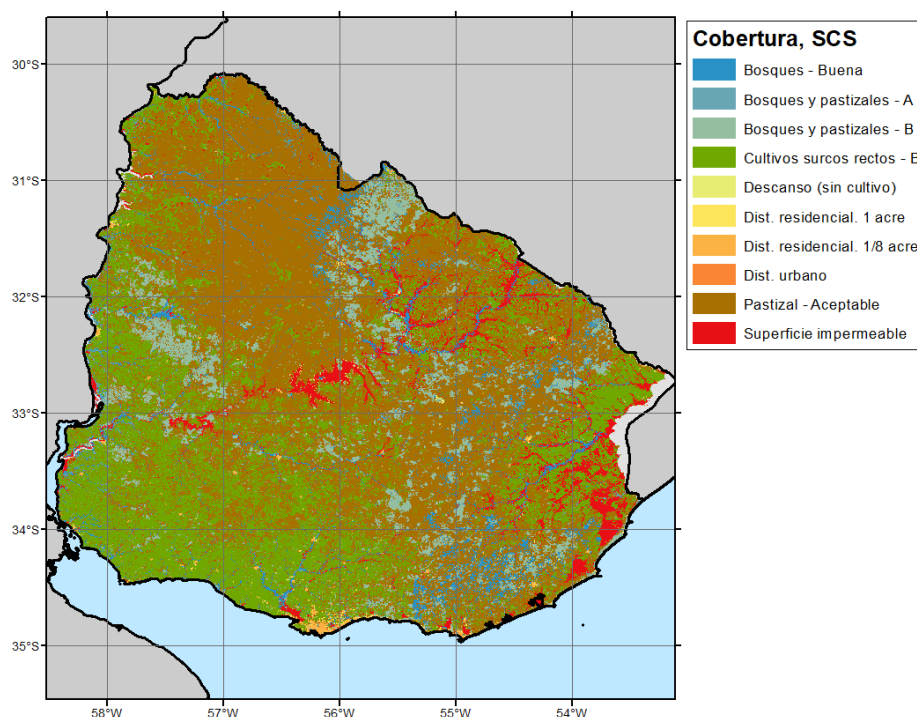 Cobertura, SCS
Bosques - Buena
Bosques y pastizales - A
Bosques y pastizales - B
Cultivos surcos rectos - B
Descanso (sin cultivo)
Dist. residencial. 1 acre
Dist. residencial. 1/8 acre
Dist. urbano
Pastizal - Aceptable
Superficie impermeable
30°S
31°S
32°S
33°S
34°S
35°S
58°W
57°W
56°W
55°W
54°W